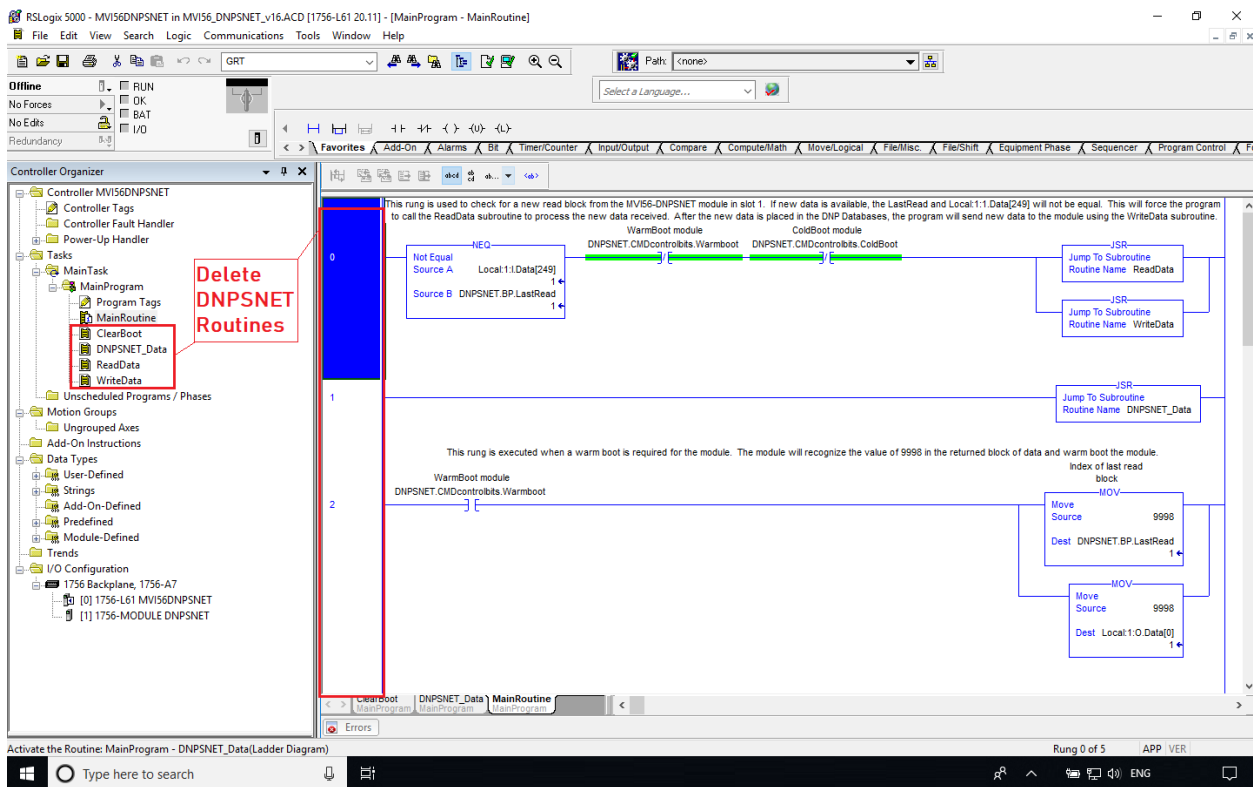 RSLogix 5000 - MVI56DNPSNET in MVI56_DNPSNET_v16.ACD [1756-L61 20.11] - [MainProgram - MainRoutine]
File Edit View Search Logic Communications Tools Window Help
GRT
Path: <none>
Offline
RUN
No Forces
OK
No Edits
BAT
Redundancy
I/O
Select a Language...
Favorites Add-On Alarms Bit Timer/Counter Input/Output Compare Compute/Math Move/Logical File/Misc. File/Shift Equipment Phase Sequencer Program Control
Controller Organizer
Controller MVI56DNPSNET
Controller Tags
Controller Fault Handler
Power-Up Handler
Tasks
MainTask
MainProgram
Program Tags
MainRoutine
ClearBoot
DNPSNET_Data
ReadData
WriteData
Unscheduled Programs / Phases
Motion Groups
Ungrouped Axes
Add-On Instructions
Data Types
User-Defined
Strings
Add-On-Defined
Predefined
Module-Defined
Trends
I/O Configuration
1756 Backplane, 1756-A7
[0] 1756-L61 MVI56DNPSNET
[1] 1756-MODULE DNPSNET
Delete
DNPSNET
Routines
This rung is used to check for a new read block from the MVI56-DNPSNET module in slot 1. If new data is available, the LastRead and Local:1:1.Data[249] will not be equal. This will force the program
to call the ReadData subroutine to process the new data received. After the new data is placed in the DNP Databases, the program will send new data to the module using the WriteData subroutine.
WarmBoot module
ColdBoot module
NEQ
DNPSNET.CMDcontrolbits.Warmboot
DNPSNET.CMDcontrolbits.ColdBoot
JSR
0
Not Equal
Source A Local:1:I.Data[249]
1
Source B DNPSNET.BP.LastRead
1
Jump To Subroutine
Routine Name ReadData
JSR
Jump To Subroutine
Routine Name WriteData
JSR
1
Jump To Subroutine
Routine Name DNPSNET_Data
This rung is executed when a warm boot is required for the module. The module will recognize the value of 9998 in the returned block of data and warm boot the module.
WarmBoot module
DNPSNET.CMDcontrolbits.Warmboot
Index of last read
block
MOV
2
Move
Source 9998
Dest DNPSNET.BP.LastRead
1
MOV
Move
Source 9998
Dest Local:1:O.Data[0]
1
ClearBoot DNPSNET_Data MainRoutine
MainProgram MainProgram MainProgram
Errors
Activate the Routine: MainProgram - DNPSNET_Data(Ladder Diagram)
Rung 0 of 5 APP VER
Type here to search
ENG